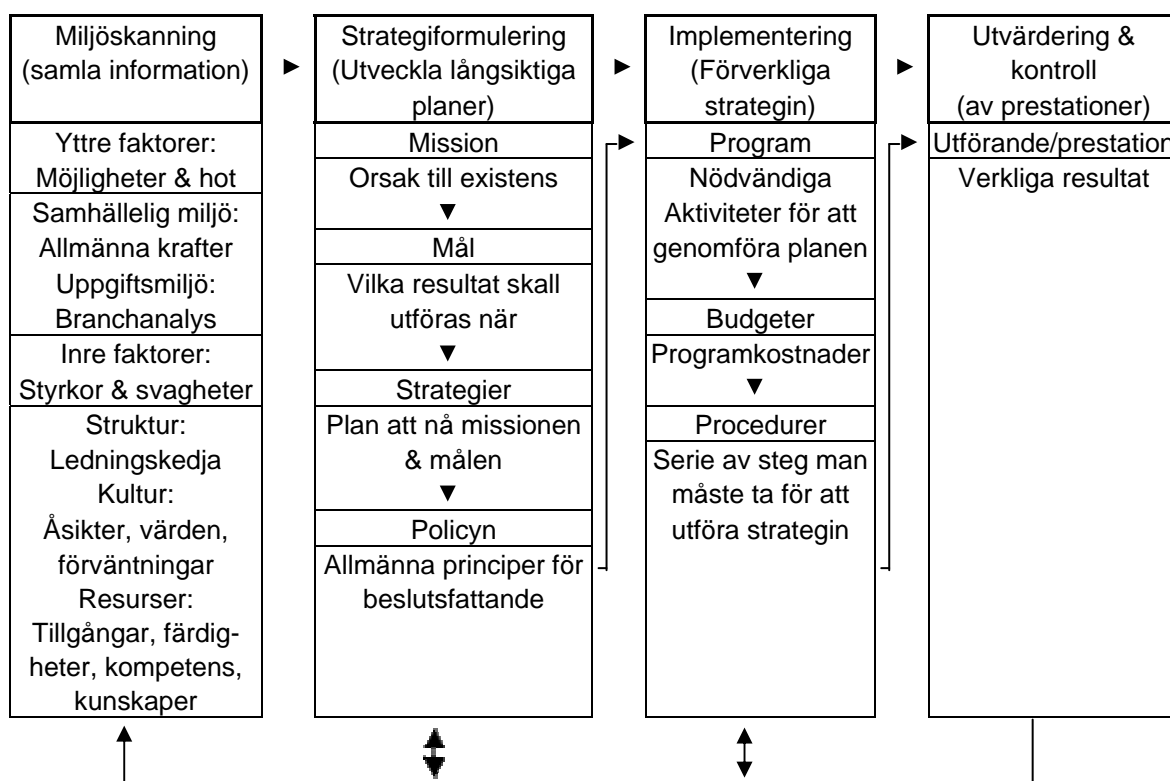 Miljöskanning
(samla information)
Yttre faktorer:
Möjligheter & hot
Samhällelig miljö:
Allmänna krafter
Uppgiftsmiljö:
Branchanalys
Inre faktorer:
Styrkor & svagheter
Struktur:
Ledningskedja
Kultur:
Åsikter, värden,
förväntningar
Resurser:
Tillgångar, färdig-
heter, kompetens,
kunskaper
Strategiformulering
(Utveckla långsiktiga
planer)
Mission
Orsak till existens
Mål
Vilka resultat skall
utföras när
Strategier
Plan att nå missionen
& målen
Policyn
Allmänna principer för
beslutsfattande
Implementering
(Förverkliga
strategin)
Program
Nödvändiga
Aktiviteter för att
genomföra planen
Budgeter
Programkostnader
Procedurer
Serie av steg man
måste ta för att
utföra strategin
Utvärdering &
kontroll
(av prestationer)
Utförande/prestation
Verkliga resultat